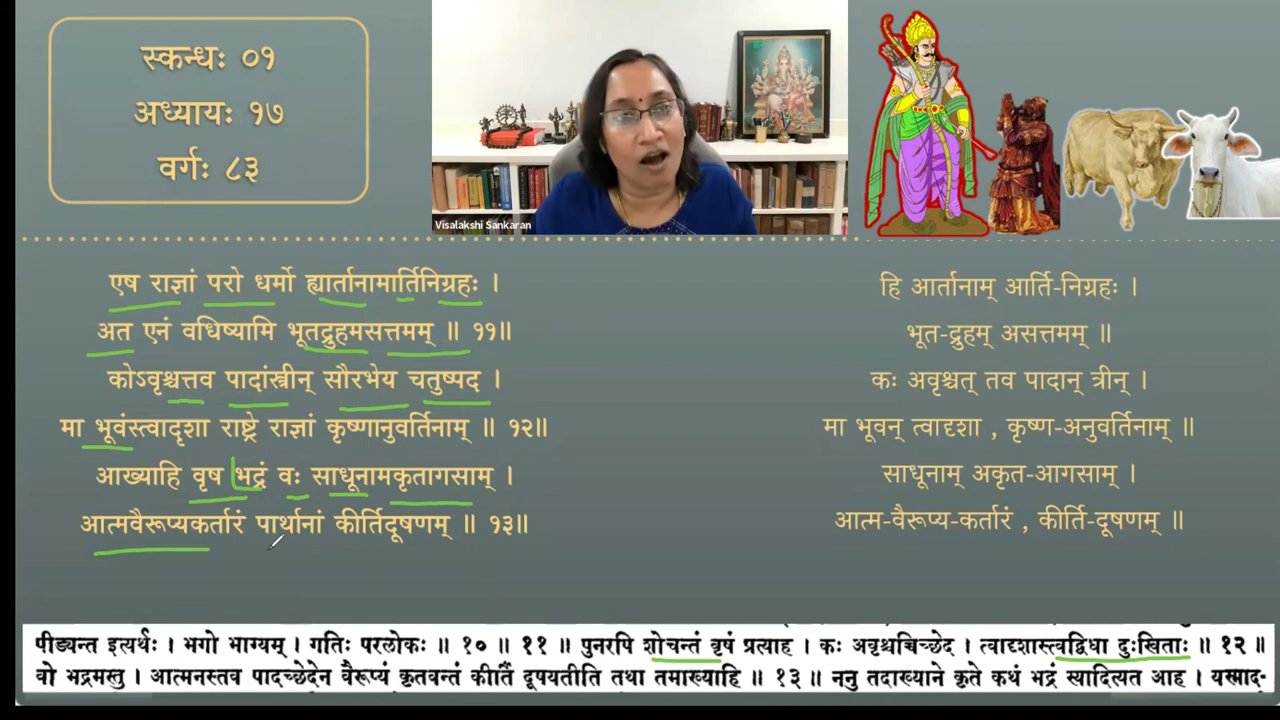 स्कन्धः ०१
अध्यायः १७
वर्गः ८३
Visalakshi Sankaran
एष राज्ञां परो धर्मो ह्यार्तानामार्तिनिग्रहः ।
अत एनं वधिष्यामि भूतद्रुहमसत्तमम् ॥ ११॥
कोऽवृश्चत्तव पादांस्त्रीन् सौरभेय चतुष्पद ।
मा भूवंस्त्वादृशा राष्ट्रे राज्ञां कृष्णानुवर्तिनाम् ॥ १२॥
आख्याहि वृष भद्रं वः साधूनामकृतागसाम् ।
आत्मवैरूप्यकर्तारं पार्थानां कीर्तिदूषणम् ॥ १३॥
हि आर्तानाम् आर्ति-निग्रहः ।
भूत-द्रुहम् असत्तमम् ॥
कः अवृश्चत् तव पादान् त्रीन् ।
मा भूवन् त्वादृशा , कृष्ण-अनुवर्तिनाम् ॥
साधूनाम् अकृत-आगसाम् ।
आत्म-वैरूप्य-कर्तारं , कीर्ति-दूषणम् ॥
पीड्यन्त इत्यर्थः । भगो भाग्यम् । गतिः परलोकः ॥ १० ॥ ११ ॥ पुनरपि शोचन्तं वृषं प्रत्याह । कः अवृश्चच्चिच्छेद । त्वादृशास्त्वद्विधा दुःखिताः ॥ १२ ॥
वो भद्रमस्तु । आत्मनस्तव पादच्छेदेन वैरूप्यं कृतवन्तं कीर्तिं दूषयतीति तथा तमाख्याहि ॥ १३ ॥ ननु तदाख्याने कृते कथं भद्रं स्यादित्यत आह । यस्माद-